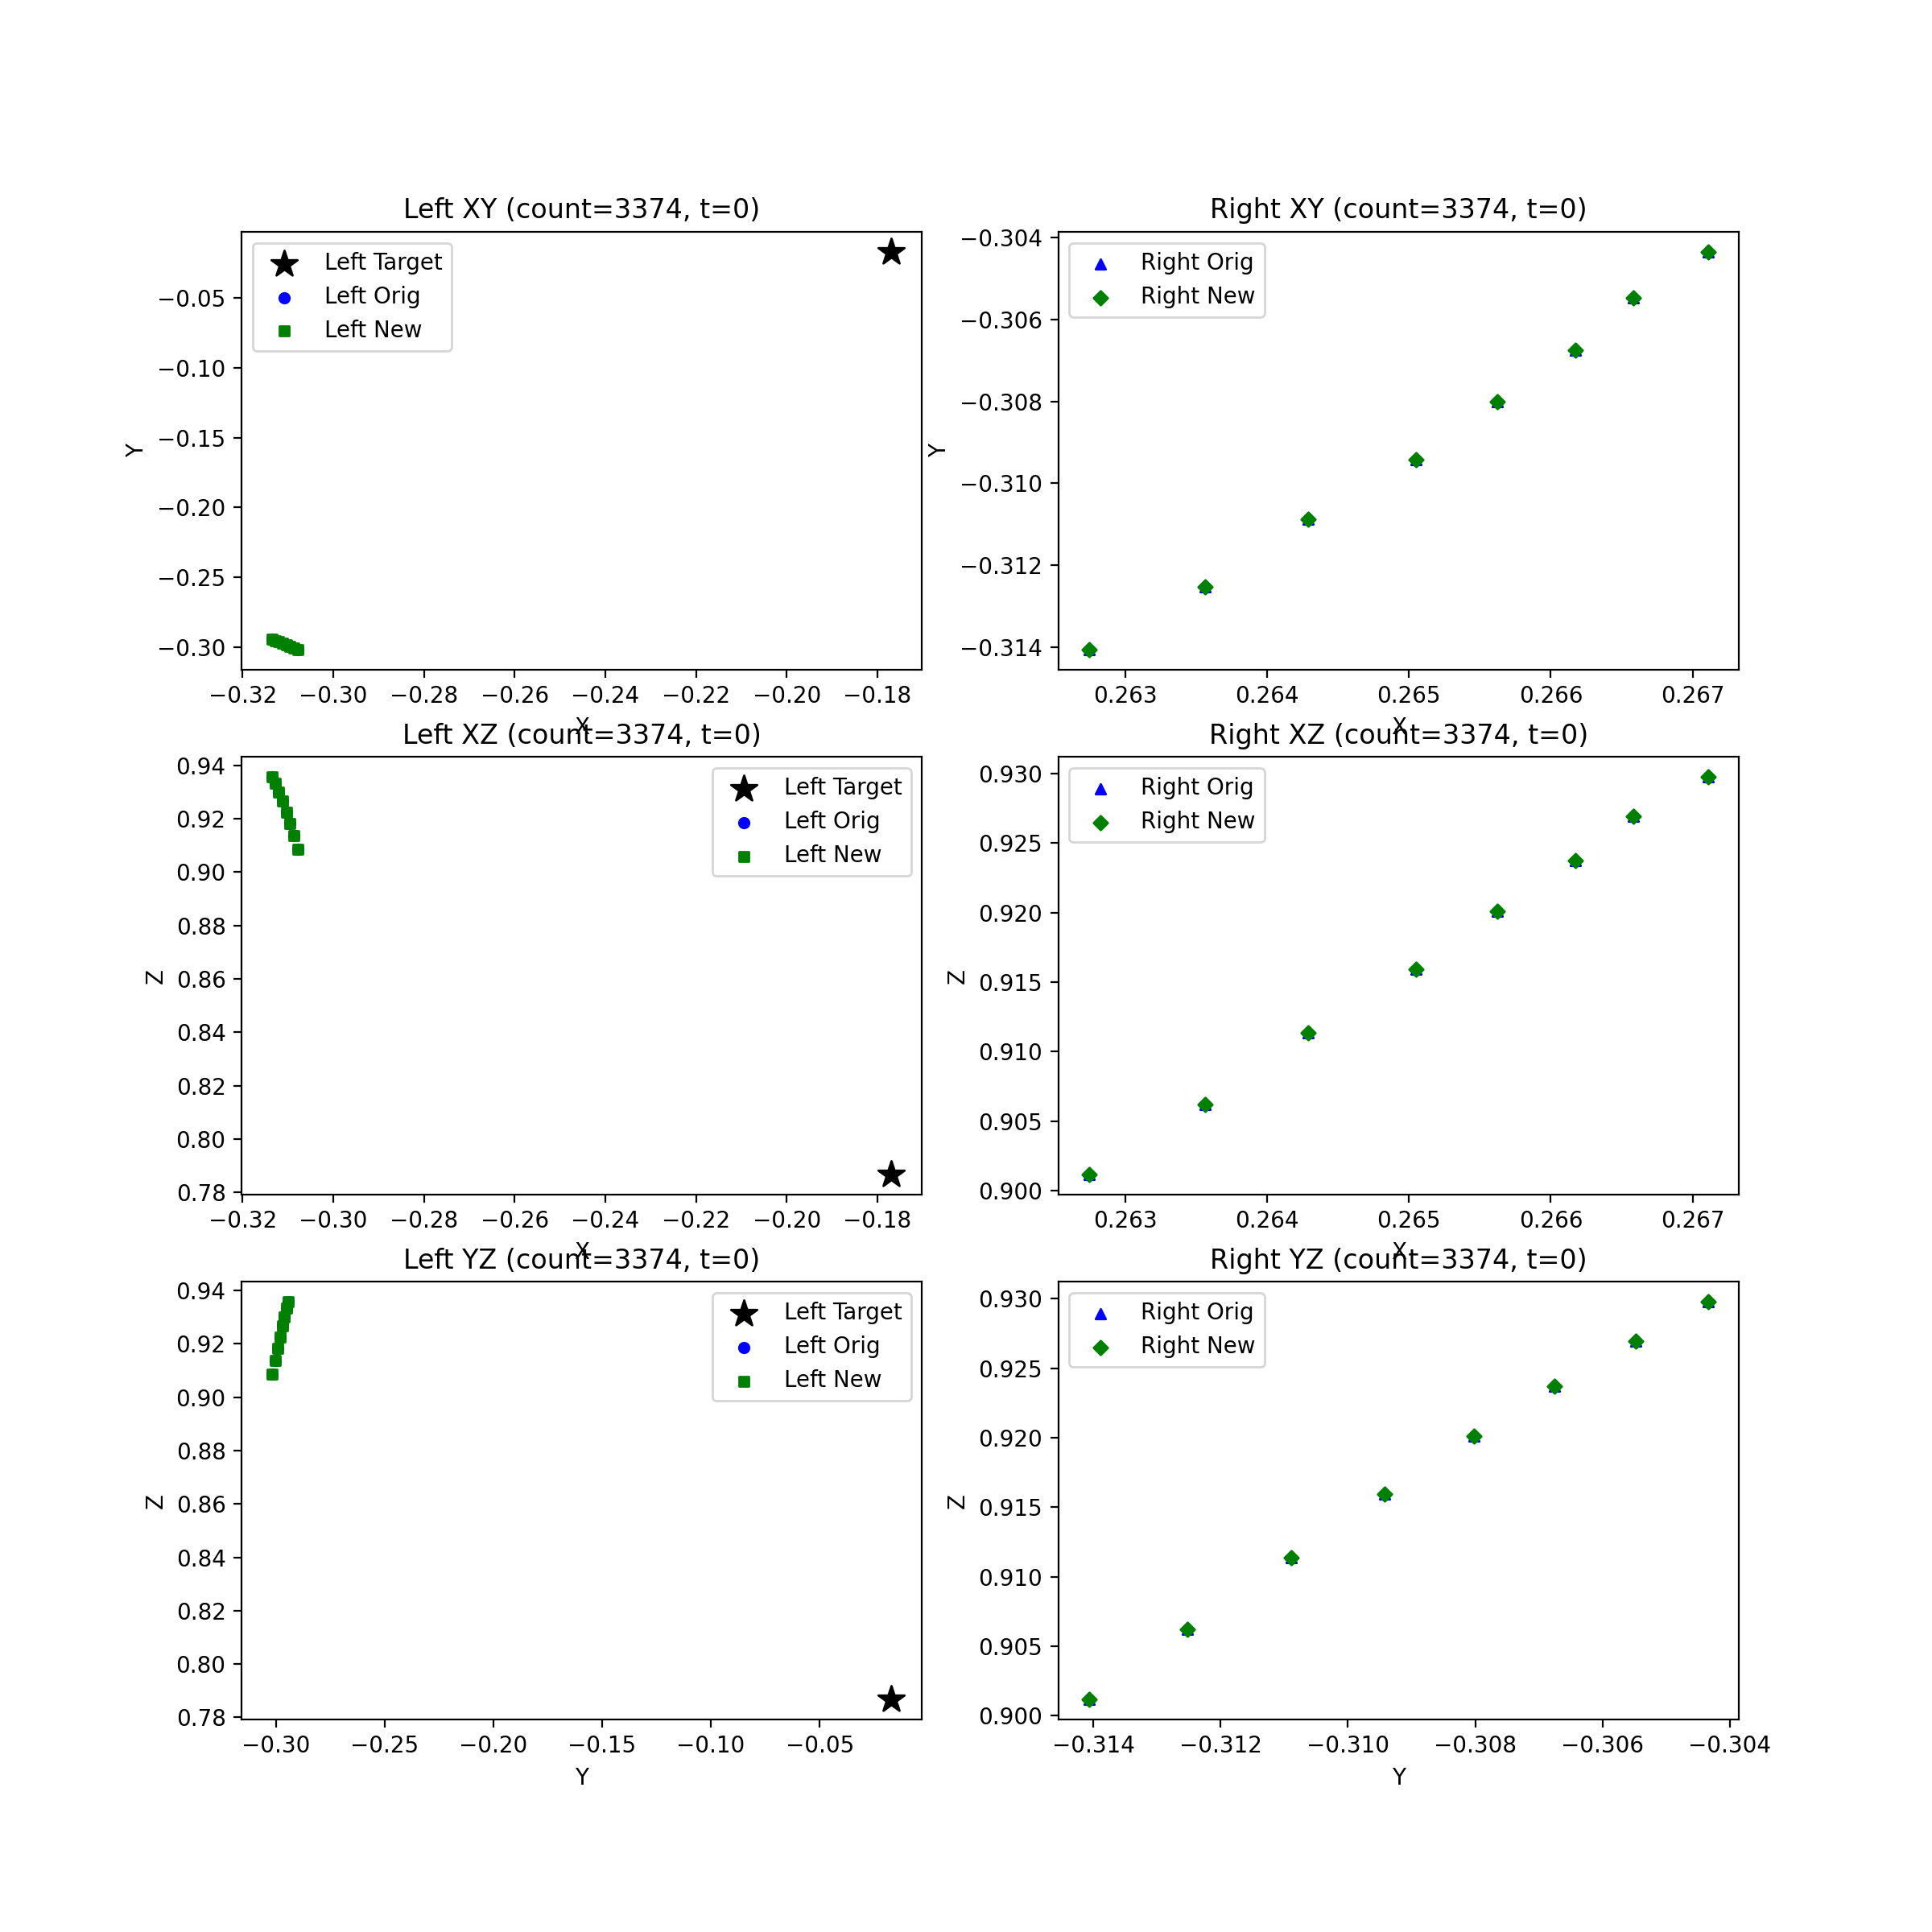 Left XY (count=3374, t=0)
Left Target
Left Orig
Left New
Y
−0.05
−0.10
−0.15
−0.20
−0.25
−0.30
−0.32 −0.30 −0.28 −0.26 −0.24 −0.22 −0.20 −0.18
X
Right XY (count=3374, t=0)
Right Orig
Right New
Y
−0.304
−0.306
−0.308
−0.310
−0.312
−0.314
0.263 0.264 0.265 0.266 0.267
X
Left XZ (count=3374, t=0)
Left Target
Left Orig
Left New
Z
0.94
0.92
0.90
0.88
0.86
0.84
0.82
0.80
0.78
−0.32 −0.30 −0.28 −0.26 −0.24 −0.22 −0.20 −0.18
X
Right XZ (count=3374, t=0)
Right Orig
Right New
Z
0.930
0.925
0.920
0.915
0.910
0.905
0.900
0.263 0.264 0.265 0.266 0.267
X
Left YZ (count=3374, t=0)
Left Target
Left Orig
Left New
Z
0.94
0.92
0.90
0.88
0.86
0.84
0.82
0.80
0.78
−0.30 −0.25 −0.20 −0.15 −0.10 −0.05
Y
Right YZ (count=3374, t=0)
Right Orig
Right New
Z
0.930
0.925
0.920
0.915
0.910
0.905
0.900
−0.314 −0.312 −0.310 −0.308 −0.306 −0.304
Y